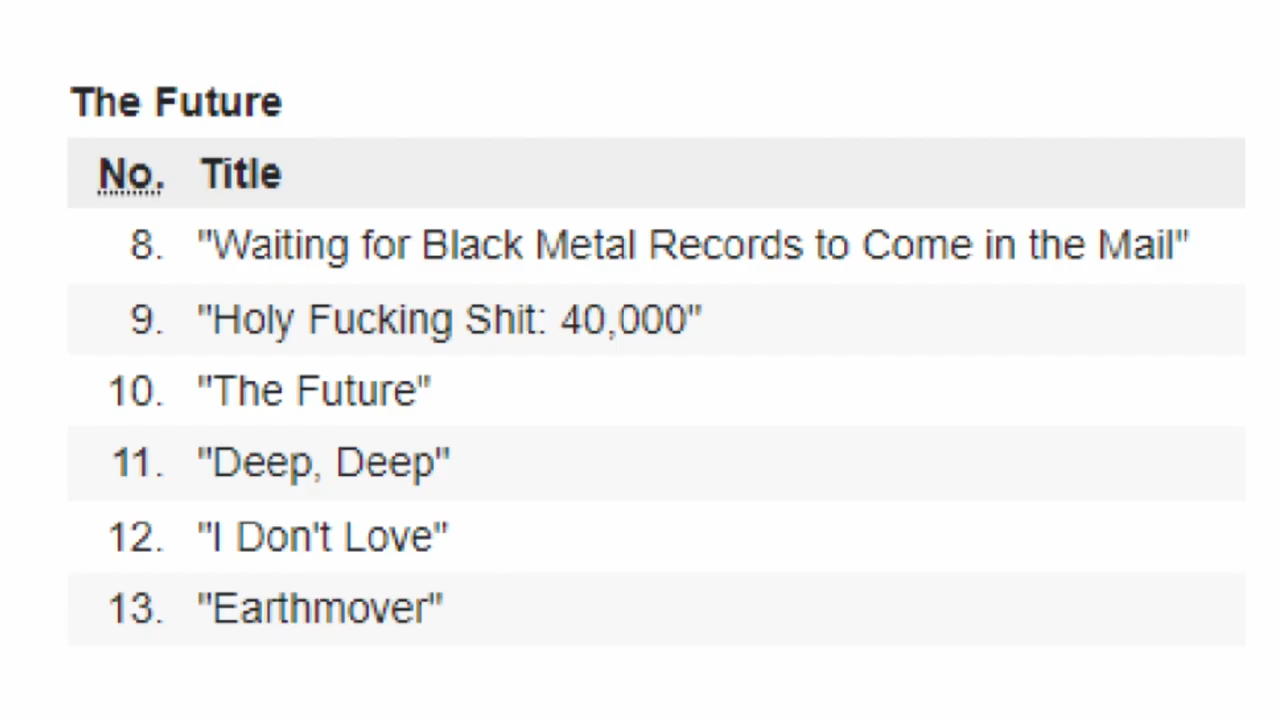 The Future
No. Title
8. "Waiting for Black Metal Records to Come in the Mail"
9. "Holy Fucking Shit: 40,000"
10. "The Future"
11. "Deep, Deep"
12. "I Don't Love"
13. "Earthmover"